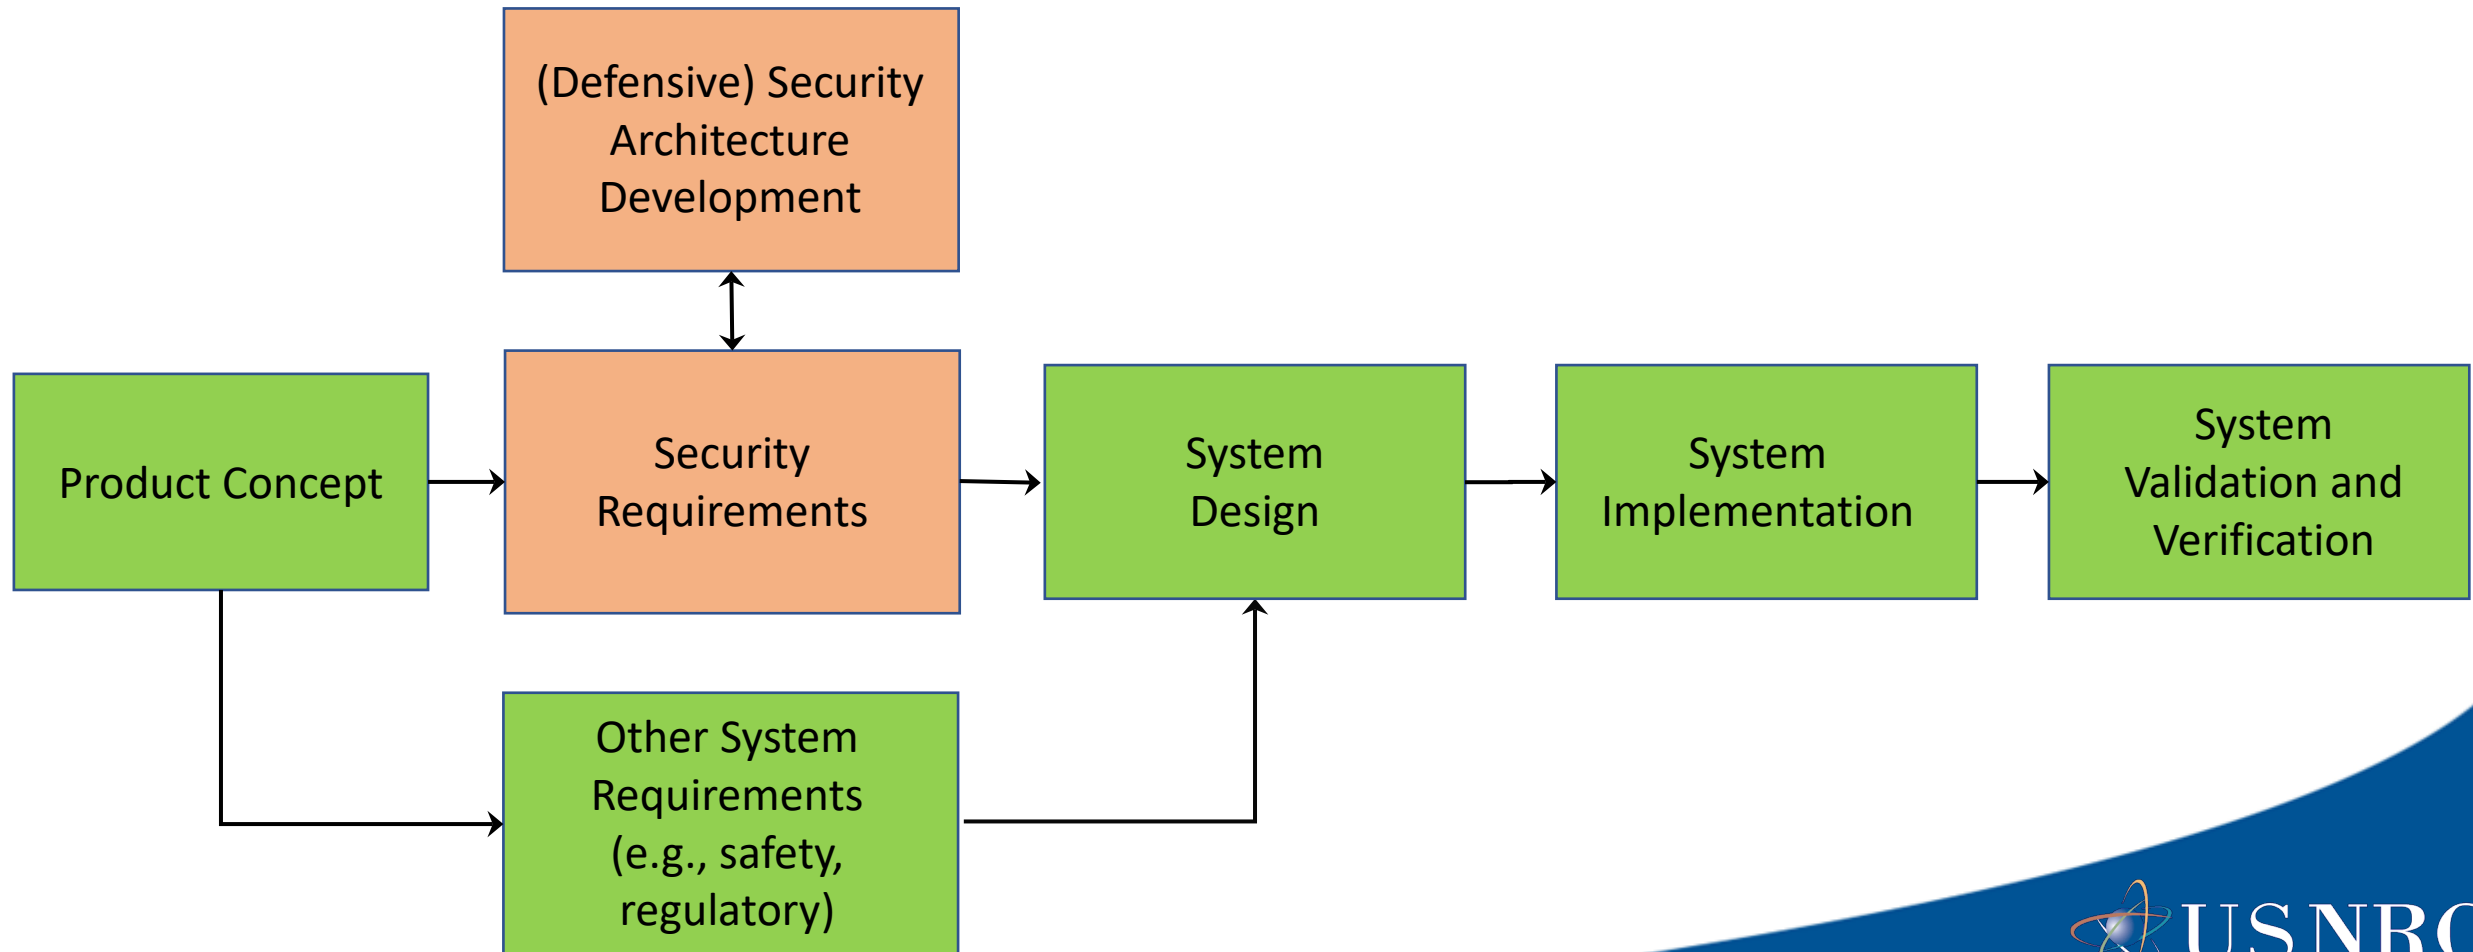 (Defensive) Security
Architecture
Development
Product Concept
Security
Requirements
System
Design
System
Implementation
System
Validation and
Verification
Other System
Requirements
(e.g., safety,
regulatory)
USNRC